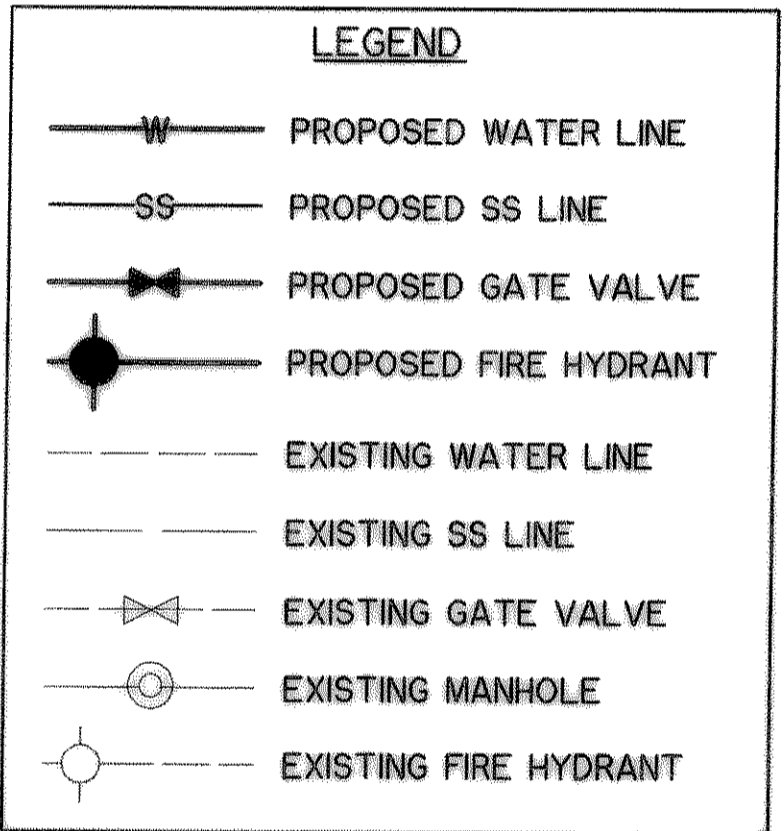 LEGEND
W PROPOSED WATER LINE
SS PROPOSED SS LINE
PROPOSED GATE VALVE
PROPOSED FIRE HYDRANT
EXISTING WATER LINE
EXISTING SS LINE
EXISTING GATE VALVE
EXISTING MANHOLE
EXISTING FIRE HYDRANT